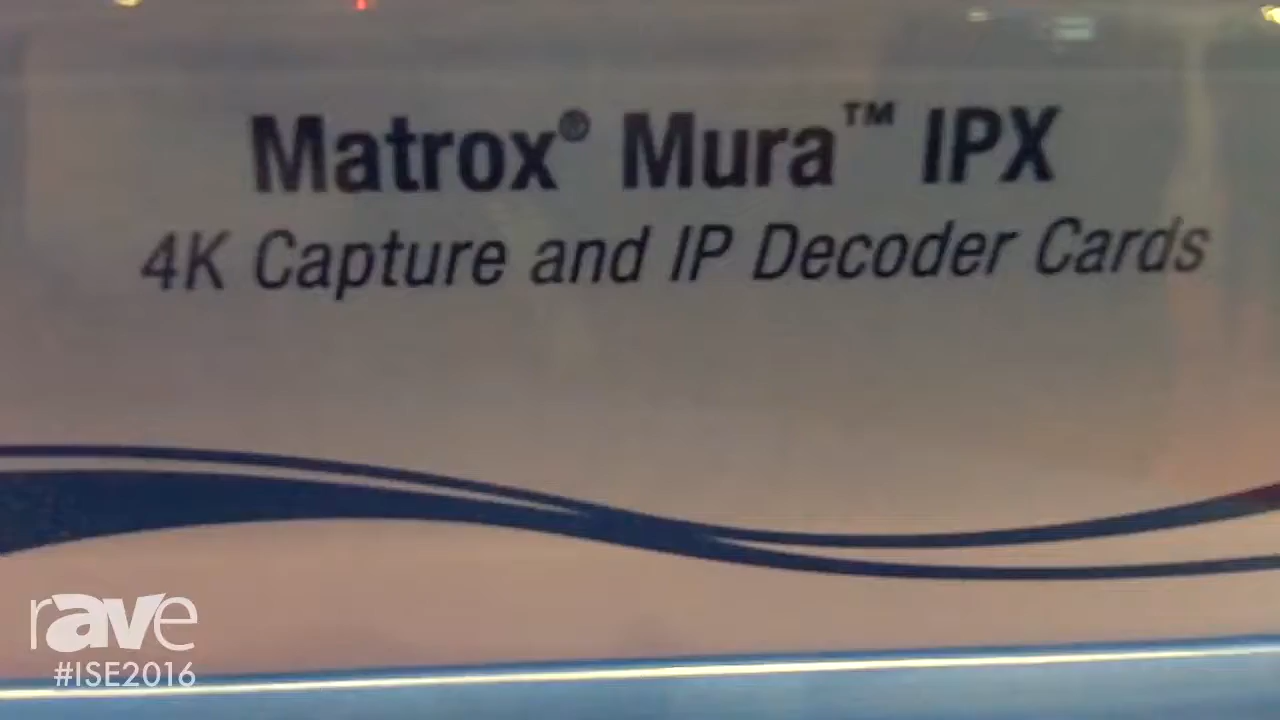 Matrox® Mura™ IPX
4K Capture and IP Decoder Cards
rave
#ISE2016